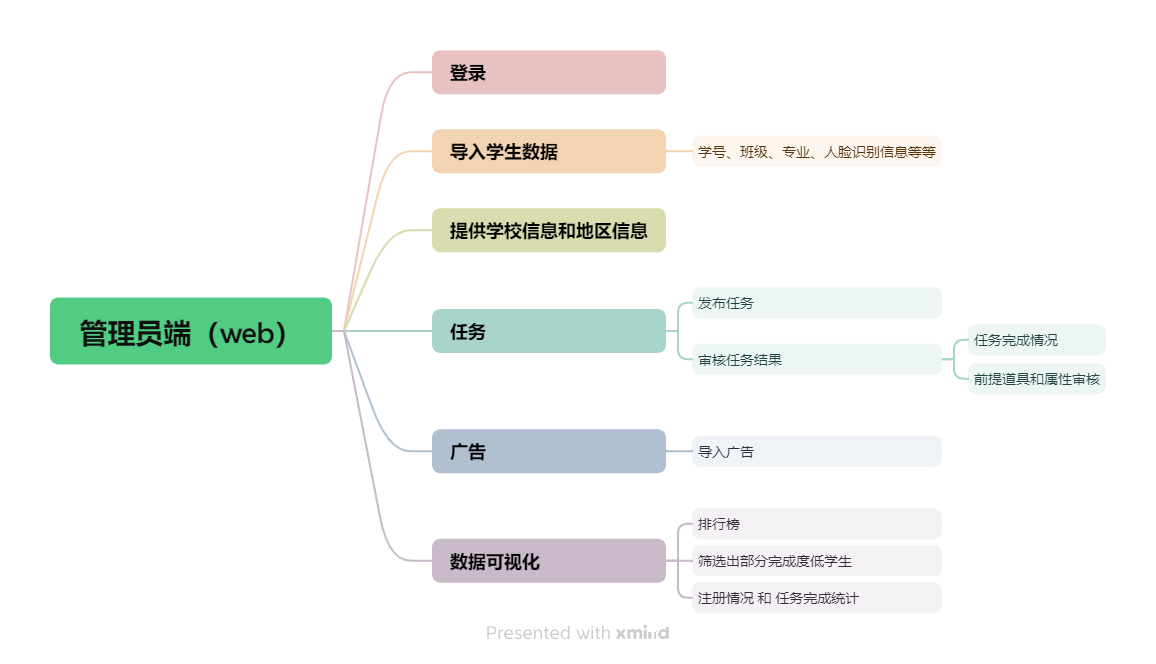 登录
导入学生数据
学号、班级、专业、人脸识别信息等等
提供学校信息和地区信息
管理员端（web）
任务
发布任务
审核任务结果
任务完成情况
前提道具和属性审核
广告
导入广告
数据可视化
排行榜
筛选出部分完成度低学生
注册情况 和 任务完成统计
Presented with xmind